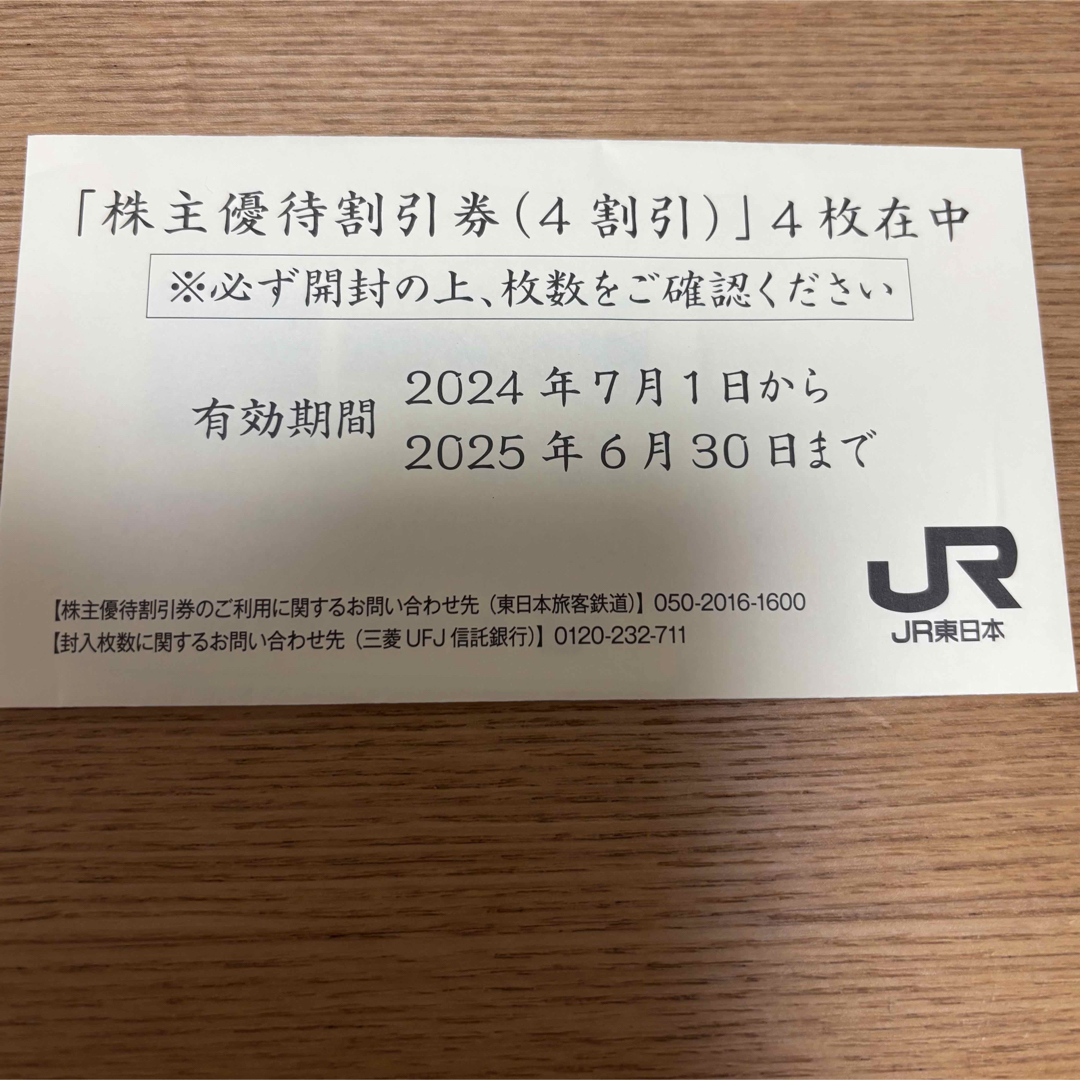 「株主優待割引券(4割引)」4枚在中
※必ず開封の上、枚数をご確認ください
有効期間
2024年7月1日から
2025年6月30日まで
【株主優待割引券のご利用に関するお問い合わせ先(東日本旅客鉄道)】050-2016-1600
【封入枚数に関するお問い合わせ先(三菱UFJ信託銀行)】0120-232-711
JR
JR東日本